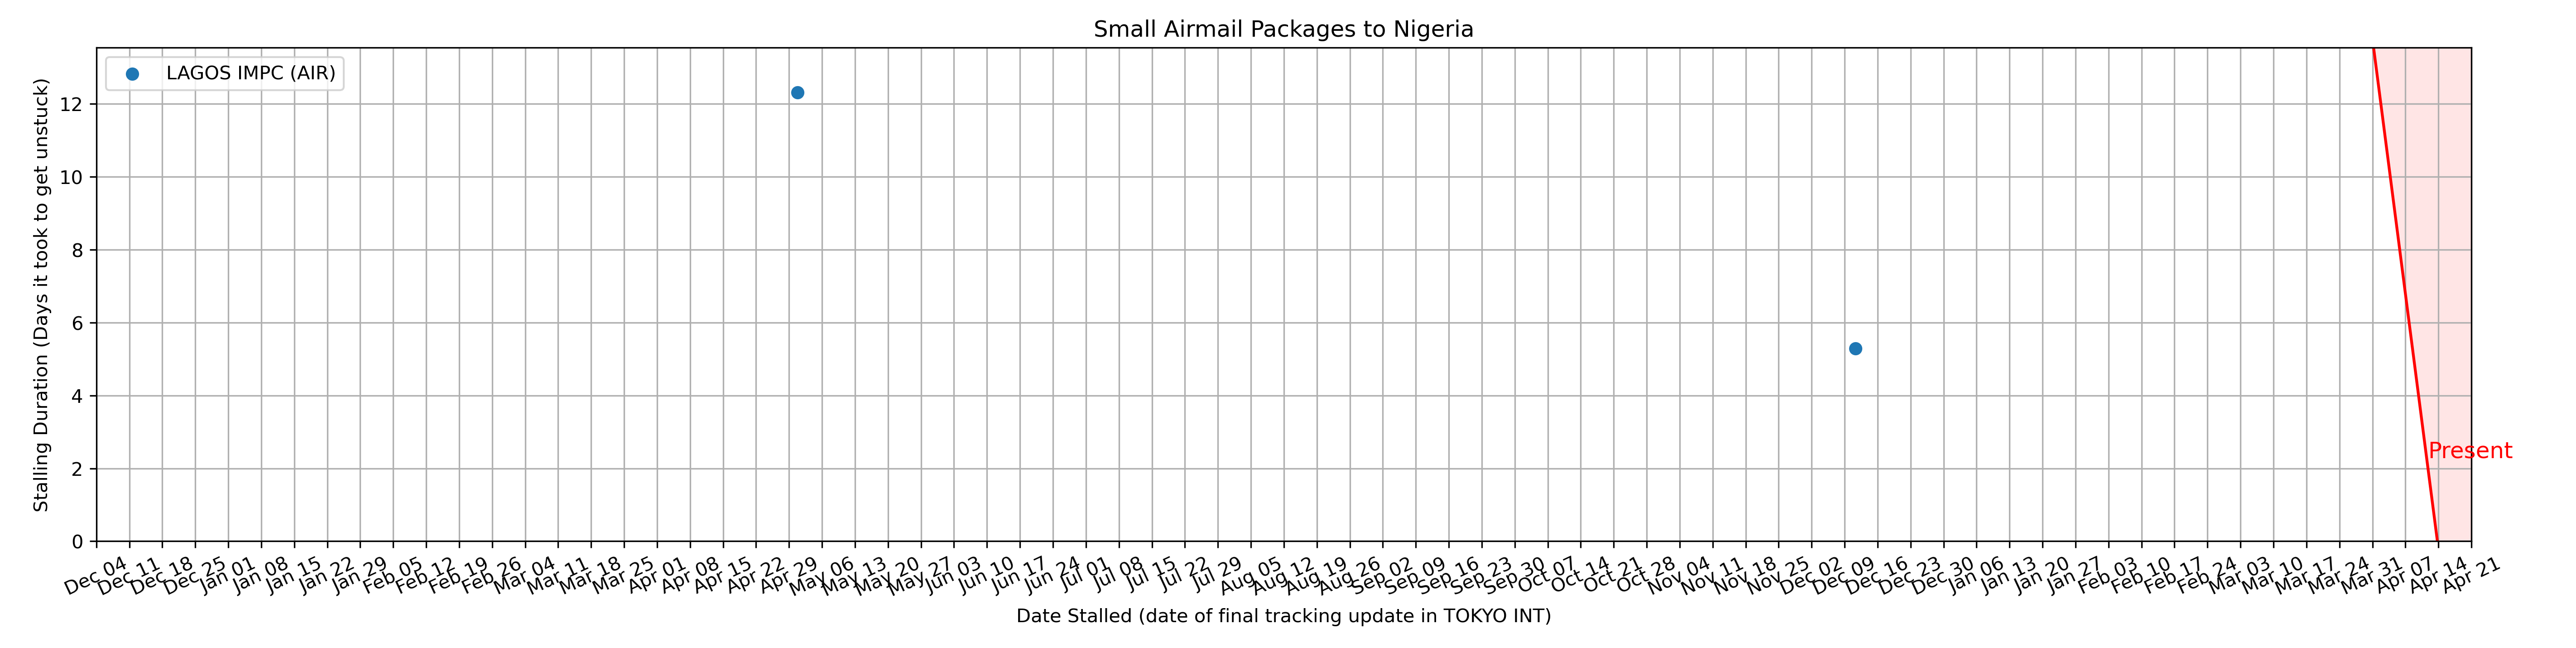 Small Airmail Packages to Nigeria
LAGOS IMPC (AIR)
Stalling Duration (Days it took to get unstuck)
12
10
8
6
4
2
0
Present
Dec 04 Dec 11 Dec 18 Dec 25 Jan 01 Jan 08 Jan 15 Jan 22 Jan 29 Feb 05 Feb 12 Feb 19 Feb 26 Mar 04 Mar 11 Mar 18 Mar 25 Apr 01 Apr 08 Apr 15 Apr 22 Apr 29 May 06 May 13 May 20 May 27 Jun 03 Jun 10 Jun 17 Jun 24 Jul 01 Jul 08 Jul 15 Jul 22 Jul 29 Aug 05 Aug 12 Aug 19 Aug 26 Sep 02 Sep 09 Sep 16 Sep 23 Sep 30 Oct 07 Oct 14 Oct 21 Oct 28 Nov 04 Nov 11 Nov 18 Nov 25 Dec 02 Dec 09 Dec 16 Dec 23 Dec 30 Jan 06 Jan 13 Jan 20 Jan 27 Feb 03 Feb 10 Feb 17 Feb 24 Mar 03 Mar 10 Mar 17 Mar 24 Mar 31 Apr 07 Apr 14 Apr 21
Date Stalled (date of final tracking update in TOKYO INT)